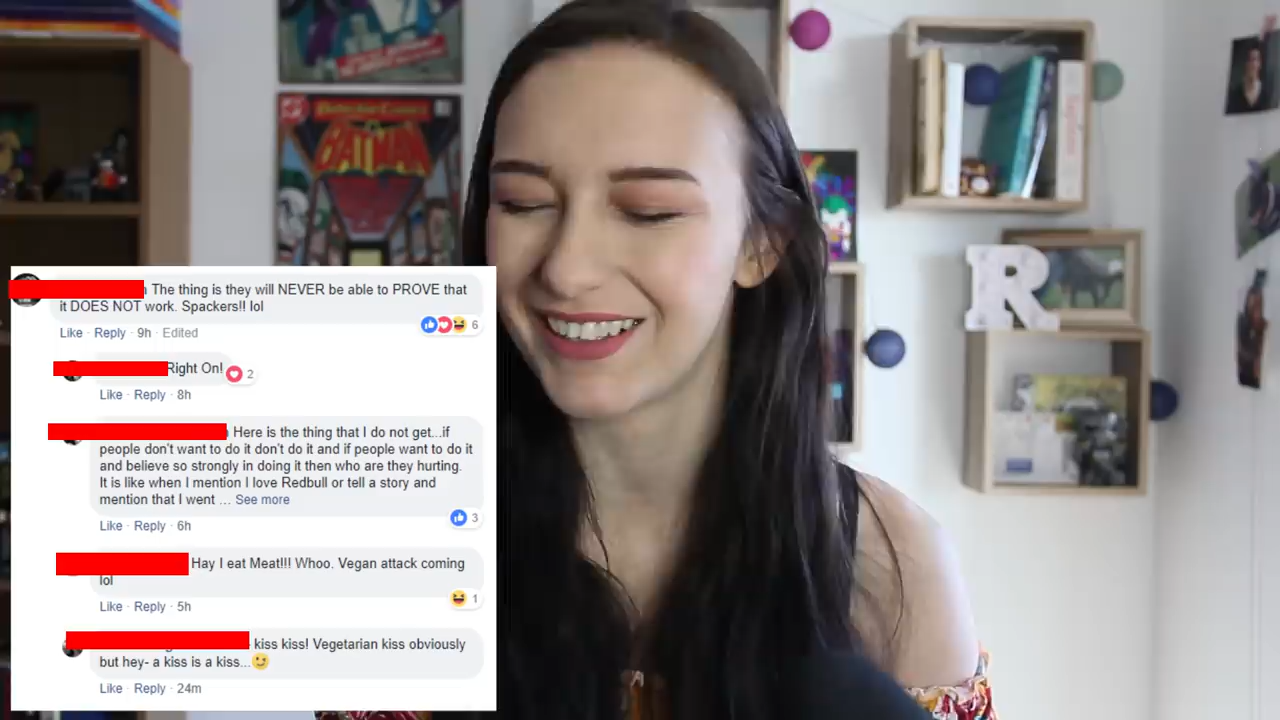 Detective Comics
BATMAN
R
The thing is they will NEVER be able to PROVE that
it DOES NOT work. Spackers!! lol
Like · Reply · 9h · Edited
6
Right On!
2
Like · Reply · 8h
Here is the thing that I do not get...if
people don't want to do it don't do it and if people want to do it
and believe so strongly in doing it then who are they hurting.
It is like when I mention I love Redbull or tell a story and
mention that I went ... See more
3
Like · Reply · 6h
Hay I eat Meat!!! Whoo. Vegan attack coming
lol
1
Like · Reply · 5h
kiss kiss! Vegetarian kiss obviously
but hey- a kiss is a kiss...😉
Like · Reply · 24m